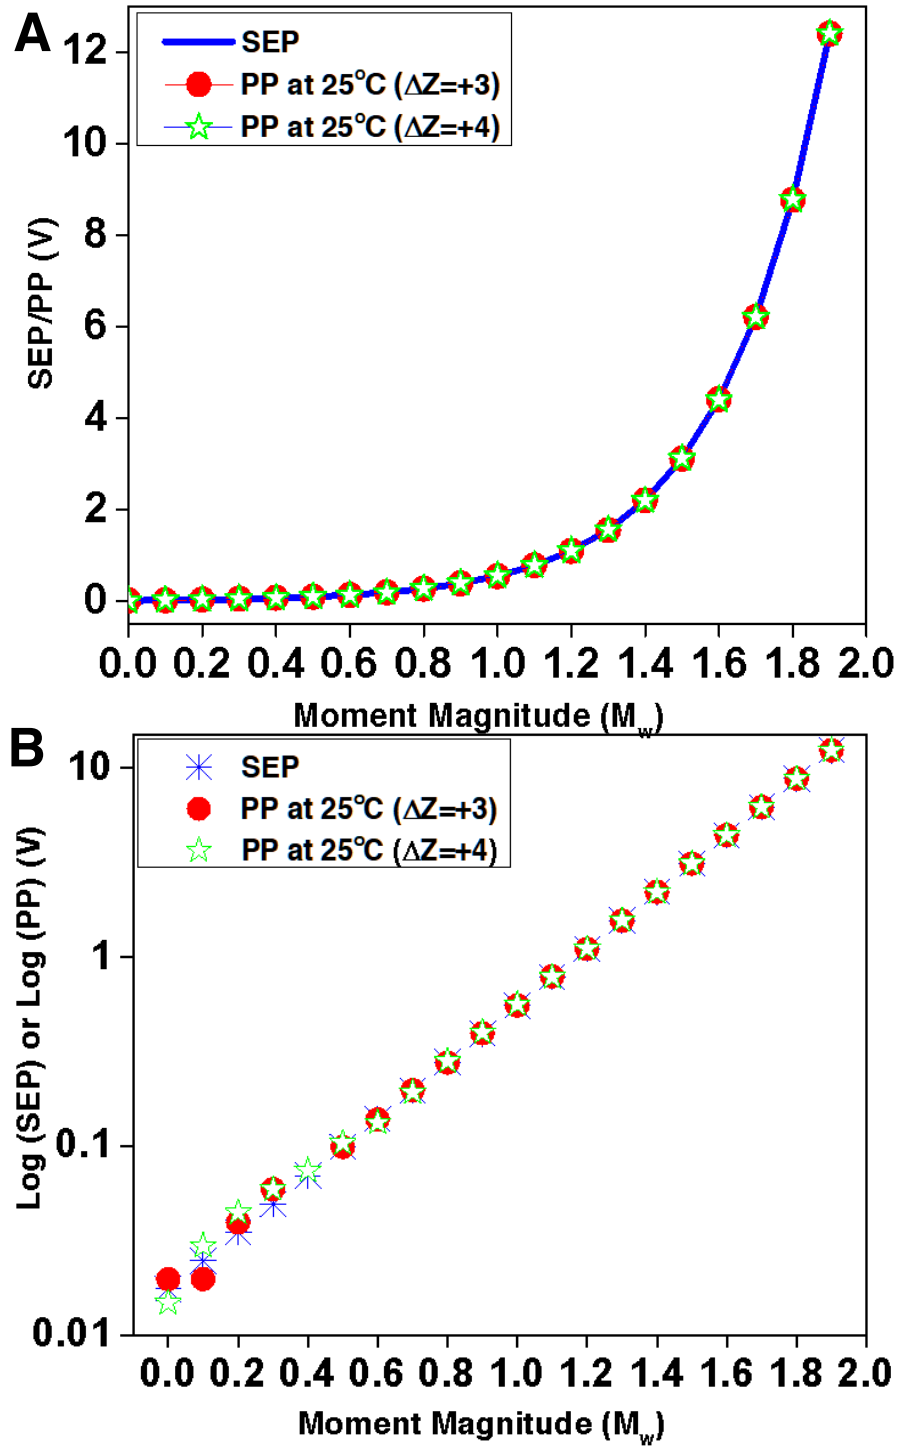 A
SEP
PP at 25°C (ΔZ=+3)
PP at 25°C (ΔZ=+4)
12
10
8
6
4
2
0
SEP/PP (V)
0.0 0.2 0.4 0.6 0.8 1.0 1.2 1.4 1.6 1.8 2.0
Moment Magnitude (Mw)
B
SEP
PP at 25°C (ΔZ=+3)
PP at 25°C (ΔZ=+4)
10
1
0.1
0.01
Log (SEP) or Log (PP) (V)
0.0 0.2 0.4 0.6 0.8 1.0 1.2 1.4 1.6 1.8 2.0
Moment Magnitude (Mw)